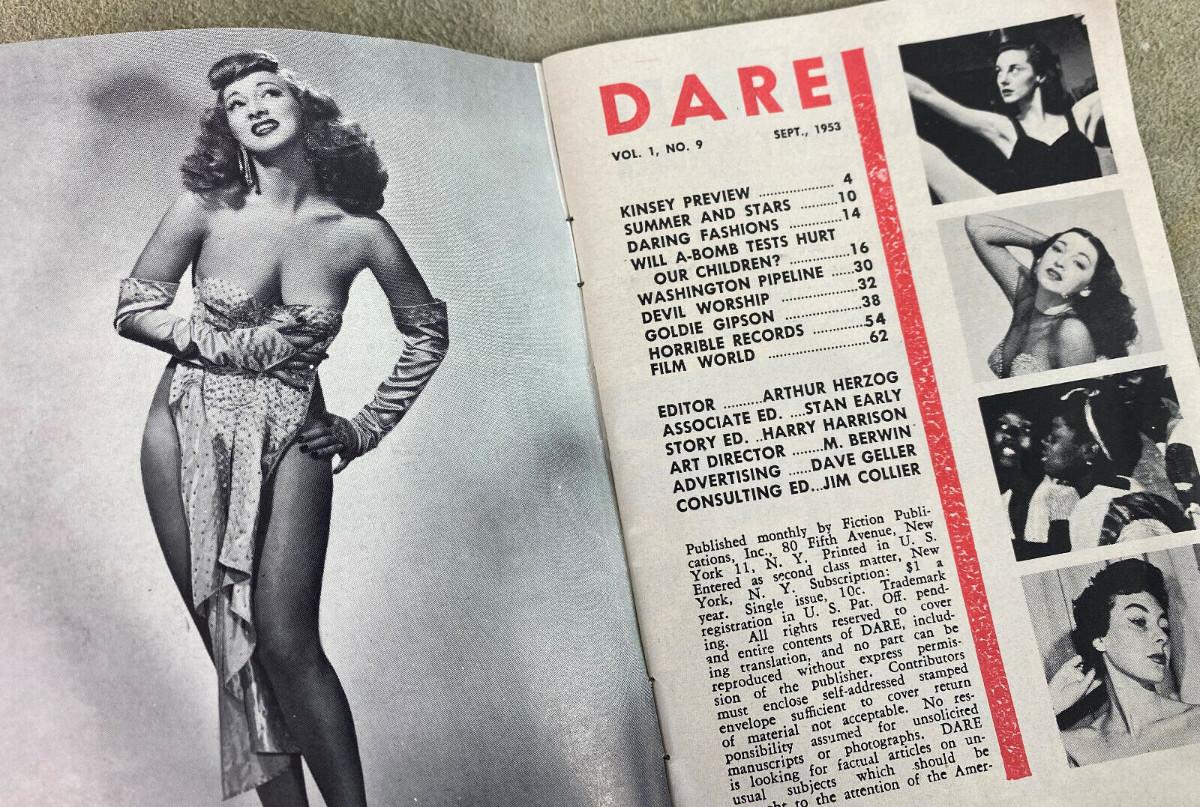 DARE
VOL. 1, NO. 9
SEPT., 1953
KINSEY PREVIEW .................. 4
SUMMER AND STARS .........10
DARING FASHIONS .............14
WILL A-BOMB TESTS HURT
OUR CHILDREN? ..............16
WASHINGTON PIPELINE .....30
DEVIL WORSHIP ..................32
GOLDIE GIPSON .................38
HORRIBLE RECORDS ...........54
FILM WORLD .......................62
EDITOR .........ARTHUR HERZOG
ASSOCIATE ED. ...STAN EARLY
STORY ED. ..HARRY HARRISON
ART DIRECTOR ........M. BERWIN
ADVERTISING .....DAVE GELLER
CONSULTING ED...JIM COLLIER
Published monthly by Fiction Publi-
cations, Inc., 80 Fifth Avenue, New
York 11, N. Y. Printed in U. S.
Entered as second class matter, New
York, N. Y. Subscription: $1 a
year. Single issue, 10c. Trademark
registration in U. S. Pat. Off. pend-
ing. All rights reserved to cover
and entire contents of DARE, includ-
ing translation, and no part can be
reproduced without express permis-
sion of the publisher. Contributors
must enclose self-addressed stamped
envelope sufficient to cover return
of material not acceptable. No res-
ponsibility assumed for unsolicited
manuscripts or photographs. DARE
is looking for factual articles on un-
usual subjects which should be
to the attention of the Amer-